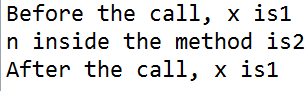 Before the call, x is1
n inside the method is2
After the call, x is1